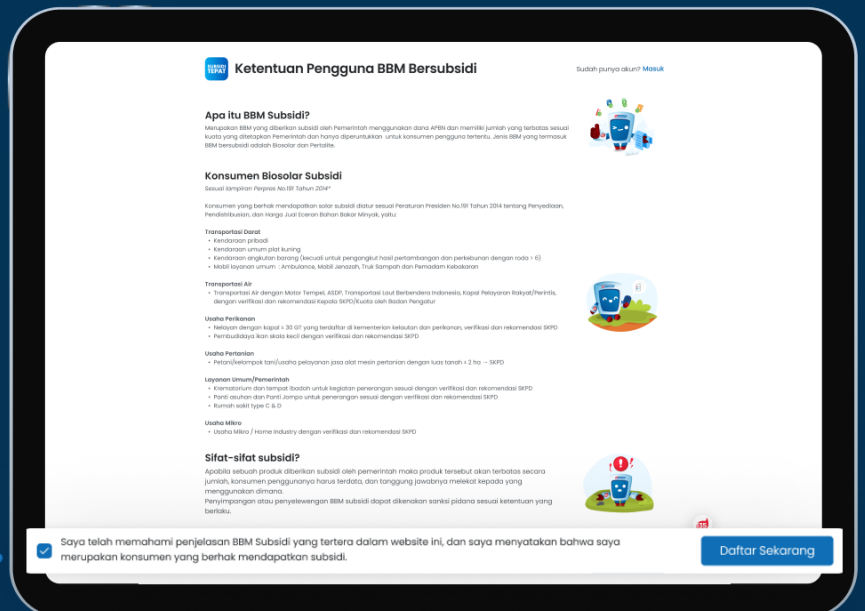 SUBSIDI
TEPAT
Ketentuan Pengguna BBM Bersubsidi
Sudah punya akun? Masuk
Apa itu BBM Subsidi?
Merupakan BBM yang diberikan subsidi oleh Pemerintah menggunakan dana APBN dan memiliki jumlah yang terbatas sesuai
kuota yang ditetapkan Pemerintah dan hanya diperuntukkan untuk konsumen pengguna tertentu. Jenis BBM yang termasuk
BBM bersubsidi adalah Biosolar dan Pertalite.
Konsumen Biosolar Subsidi
Sesuai lampiran Perpres No.191 Tahun 2014*
Konsumen yang berhak mendapatkan solar subsidi diatur sesuai Peraturan Presiden No.191 Tahun 2014 tentang Penyediaan,
Pendistribusian, dan Harga Jual Eceran Bahan Bakar Minyak, yaitu:
Transportasi Darat
• Kendaraan pribadi
• Kendaraan umum plat kuning
• Kendaraan angkutan barang (kecuali untuk pengangkut hasil pertambangan dan perkebunan dengan roda > 6)
• Mobil layanan umum : Ambulance, Mobil Jenazah, Truk Sampah dan Pemadam Kebakaran
Transportasi Air
• Transportasi Air dengan Motor Tempel, ASDP, Transportasi Laut Berbendera Indonesia, Kapal Pelayaran Rakyat/Perintis,
dengan verifikasi dan rekomendasi Kepala SKPD/Kuota oleh Badan Pengatur
Usaha Perikanan
• Nelayan dengan kapal ≤ 30 GT yang terdaftar di kementerian kelautan dan perikanan, verifikasi dan rekomendasi SKPD
• Pembudidaya ikan skala kecil dengan verifikasi dan rekomendasi SKPD
Usaha Pertanian
• Petani/kelompok tani/usaha pelayanan jasa alat mesin pertanian dengan luas tanah ≤ 2 ha → SKPD
Layanan Umum/Pemerintah
• Krematorium dan tempat ibadah untuk kegiatan penerangan sesuai dengan verifikasi dan rekomendasi SKPD
• Panti asuhan dan Panti Jompo untuk penerangan sesuai dengan verifikasi dan rekomendasi SKPD
• Rumah sakit type C & D
Usaha Mikro
• Usaha Mikro / Home Industry dengan verifikasi dan rekomendasi SKPD
Sifat-sifat subsidi?
Apabila sebuah produk diberikan subsidi oleh pemerintah maka produk tersebut akan terbatas secara
jumlah, konsumen penggunanya harus terdata, dan tanggung jawabnya melekat kepada yang
menggunakan dimana.
Penyimpangan atau penyelewengan BBM subsidi dapat dikenakan sanksi pidana sesuai ketentuan yang
berlaku.
Saya telah memahami penjelasan BBM Subsidi yang tertera dalam website ini, dan saya menyatakan bahwa saya
merupakan konsumen yang berhak mendapatkan subsidi.
Daftar Sekarang